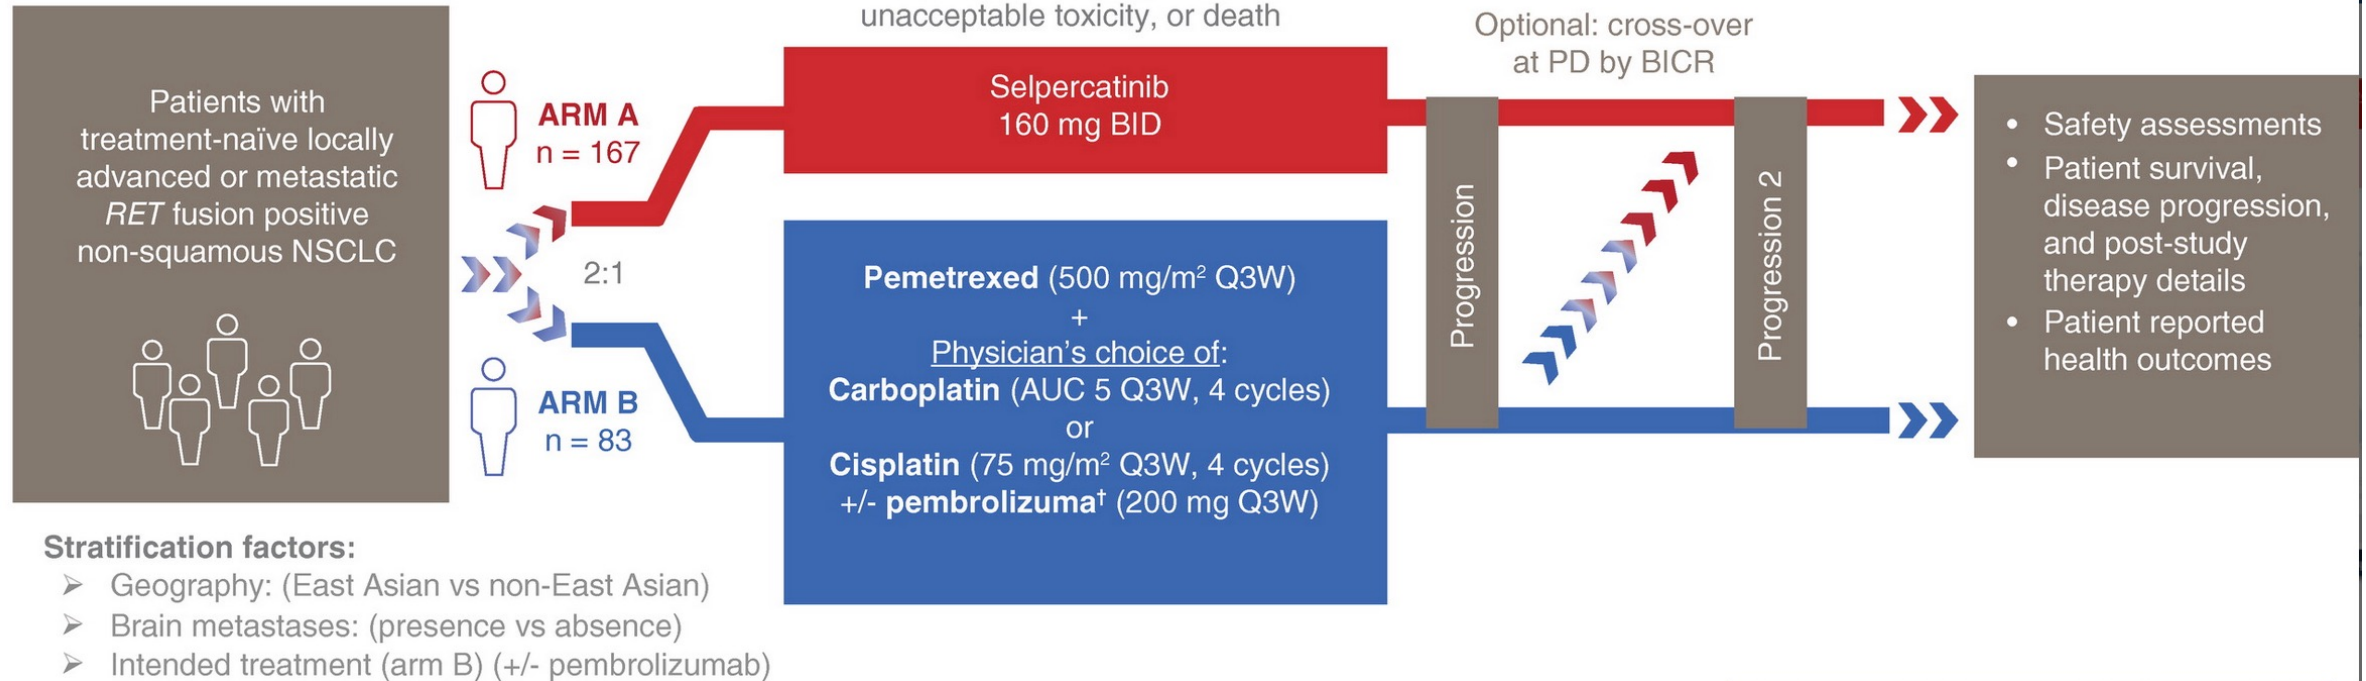 Patients with
treatment-naïve locally
advanced or metastatic
RET fusion positive
non-squamous NSCLC
Stratification factors:
➢ Geography: (East Asian vs non-East Asian)
➢ Brain metastases: (presence vs absence)
➢ Intended treatment (arm B) (+/- pembrolizumab)
ARM A
n = 167
2:1
ARM B
n = 83
unacceptable toxicity, or death
Selpercatinib
160 mg BID
Pemetrexed (500 mg/m² Q3W)
+
Physician's choice of:
Carboplatin (AUC 5 Q3W, 4 cycles)
or
Cisplatin (75 mg/m² Q3W, 4 cycles)
+/- pembrolizuma† (200 mg Q3W)
Optional: cross-over
at PD by BICR
Progression
Progression 2
• Safety assessments
• Patient survival,
disease progression,
and post-study
therapy details
• Patient reported
health outcomes